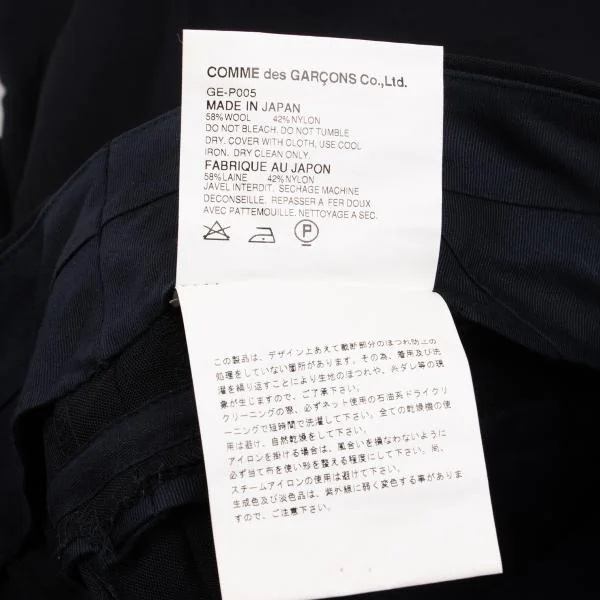 COMME des GARÇONS Co.,Ltd.
GE-P005
MADE IN JAPAN
58% WOOL 42% NYLON
DO NOT BLEACH. DO NOT TUMBLE
DRY. COVER WITH CLOTH, USE COOL
IRON. DRY CLEAN ONLY.
FABRIQUE AU JAPON
58% LAINE 42% NYLON
JAVEL INTERDIT. SECHAGE MACHINE
DECONSEILLE. REPASSER A FER DOUX
AVEC PATTEMOUILLE. NETTOYAGE A SEC.
P
この製品は、デザイン上あえて裁断部分のほつれ防止の
処理をしていない箇所があります。その為、着用及び洗
濯を繰り返すことにより生地のほつれや、糸ダレ等の現
象が生じますので、ご了承下さい。
クリーニングの際、必ずネット使用の石油系ドライクリ
ーニングで短時間で洗濯して下さい。全ての乾燥機の使
用は避け、自然乾燥をして下さい。
アイロンを掛ける場合は、風合いを損なわないように
必ず当て布を使い形を整える程度にして下さい。尚、
スチームアイロンの使用は避けて下さい。
生成色及び淡色品は、紫外線に弱く変色する事がありま
すので、ご注意下さい。